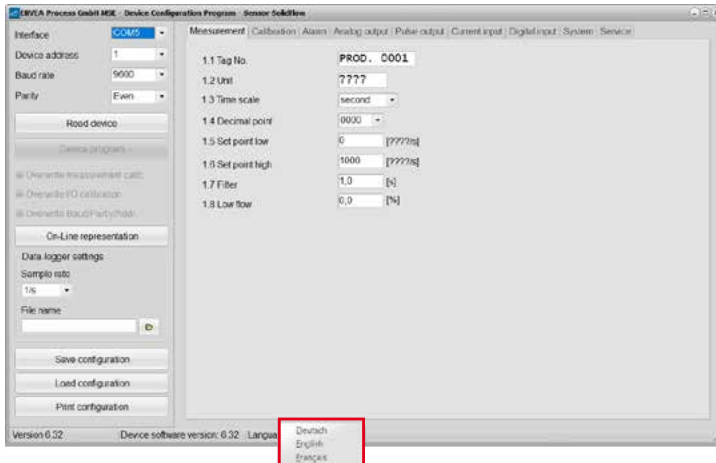 ENVEA Process GmbH MSE - Device Configuration Program - Sensor Solidflow
Interface
COM5
Device address
1
Baud rate
9600
Parity
Even
Read device
Device program
Overwrite measurement calib.
Overwrite I/O calibration
Overwrite Baud/Parity/Addr.
On-Line representation
Data logger settings
Sample rate
1/s
File name
Save configuration
Load configuration
Print configuration
Measurement Calibration Alarm Analog output Pulse output Current input Digital input System Service
1.1 Tag No. PROD. 0001
1.2 Unit ????
1.3 Time scale second
1.4 Decimal point 0000
1.5 Set point low 0 [????/s]
1.6 Set point high 1000 [????/s]
1.7 Filter 1,0 [s]
1.8 Low flow 0,0 [%]
Version 6.32 Device software version: 6.32 Langua
Deutsch
English
Français